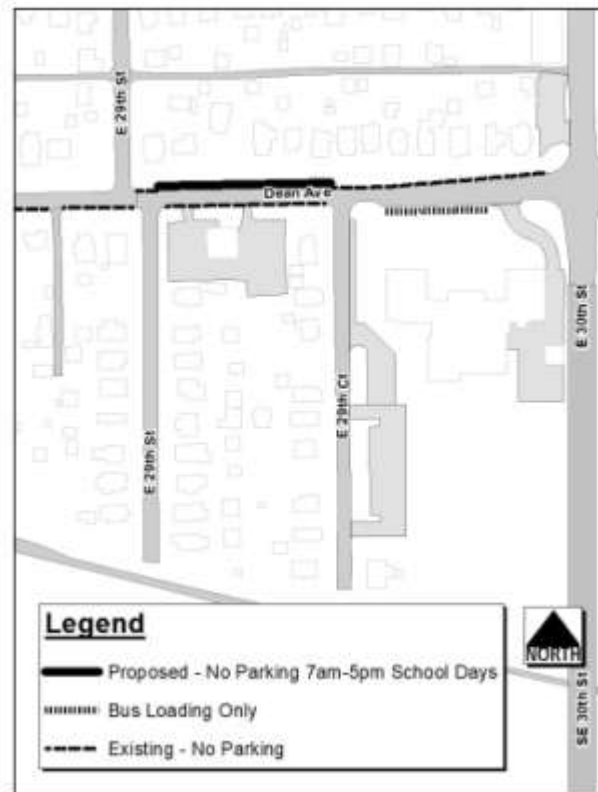 E 29th St
Dean Ave
E 30th St
E 29th Ct
E 29th St
Legend
Proposed - No Parking 7am-5pm School Days
Bus Loading Only
Existing - No Parking
NORTH
SE 30th St